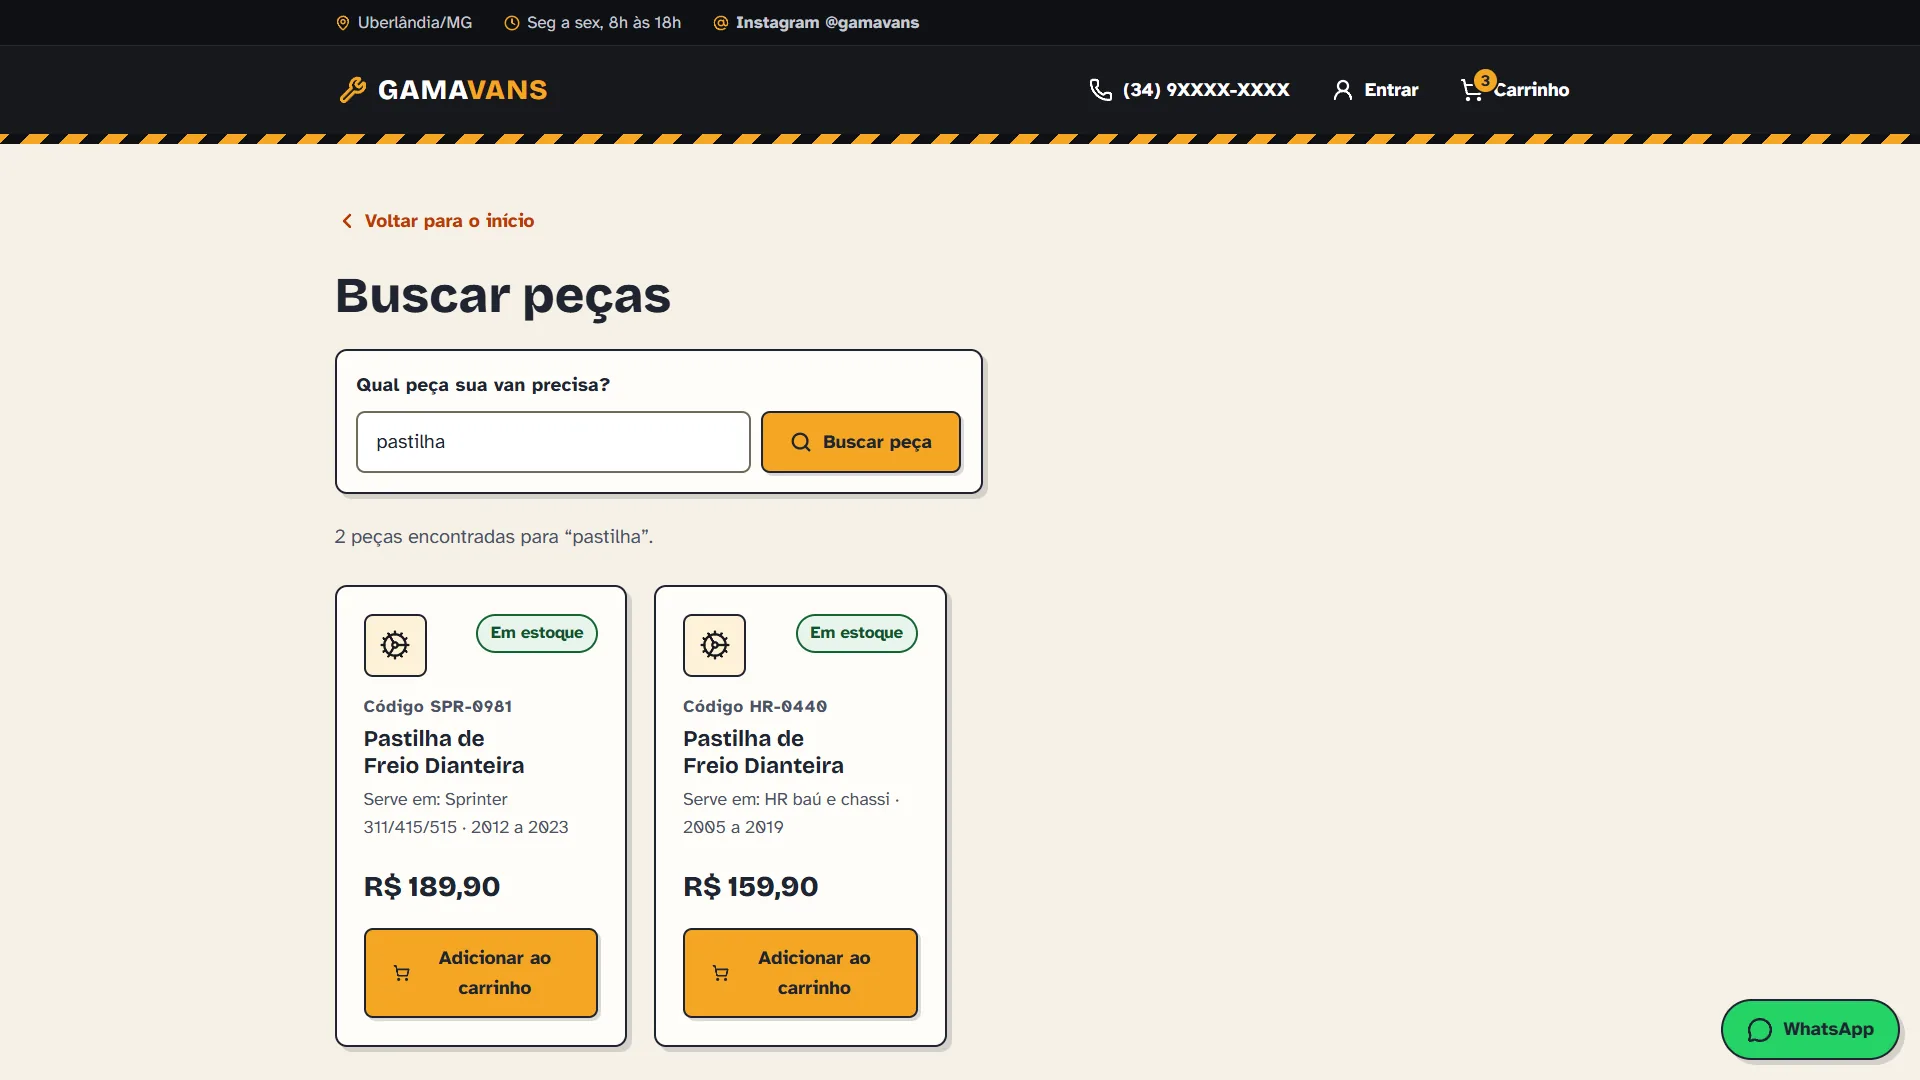 Uberlândia/MG
Seg a sex, 8h às 18h
Instagram @gamavans
GAMAVANS
(34) 9XXXX-XXXX
Entrar
3
Carrinho
Voltar para o início
Buscar peças
Qual peça sua van precisa?
pastilha
Buscar peça
2 peças encontradas para “pastilha”.
Em estoque
Código SPR-0981
Pastilha de
Freio Dianteira
Serve em: Sprinter
311/415/515 · 2012 a 2023
R$ 189,90
Adicionar ao
carrinho
Em estoque
Código HR-0440
Pastilha de
Freio Dianteira
Serve em: HR baú e chassi ·
2005 a 2019
R$ 159,90
Adicionar ao
carrinho
WhatsApp